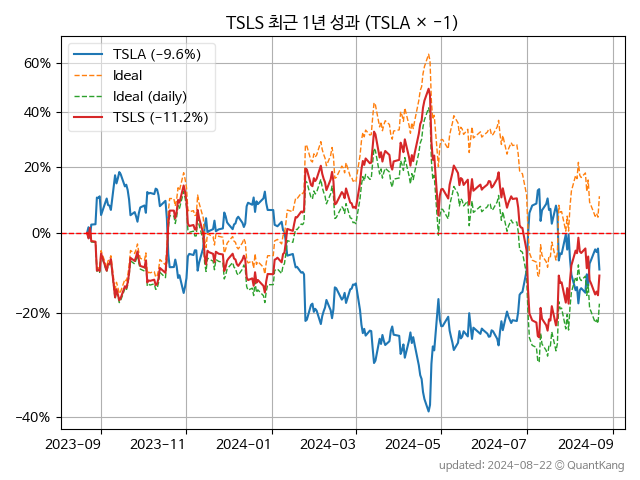 TSLS 최근 1년 성과 (TSLA × −1)
TSLA (−9.6%)
Ideal
Ideal (daily)
TSLS (−11.2%)
60%
40%
20%
0%
−20%
−40%
2023-09
2023-11
2024-01
2024-03
2024-05
2024-07
2024-09
updated: 2024-08-22 © QuantKang